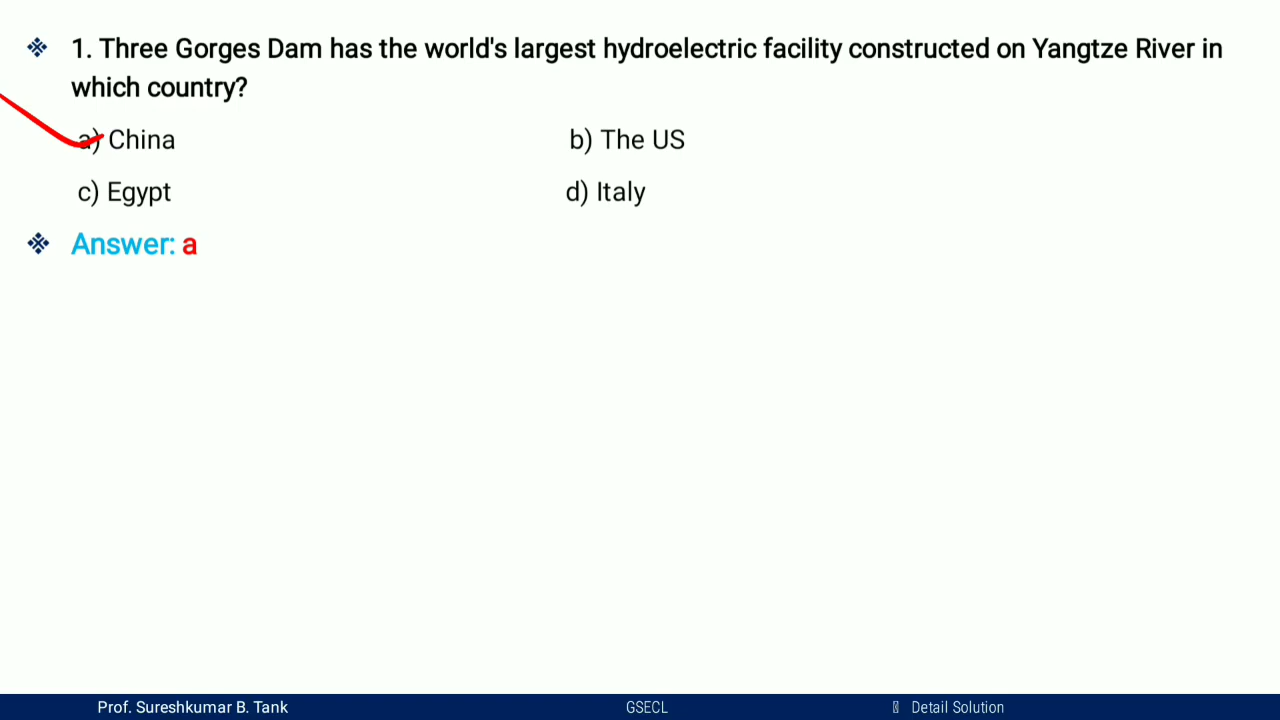 1. Three Gorges Dam has the world's largest hydroelectric facility constructed on Yangtze River in
which country?
a) China b) The US
c) Egypt d) Italy
Answer: a
Prof. Sureshkumar B. Tank GSECL Detail Solution